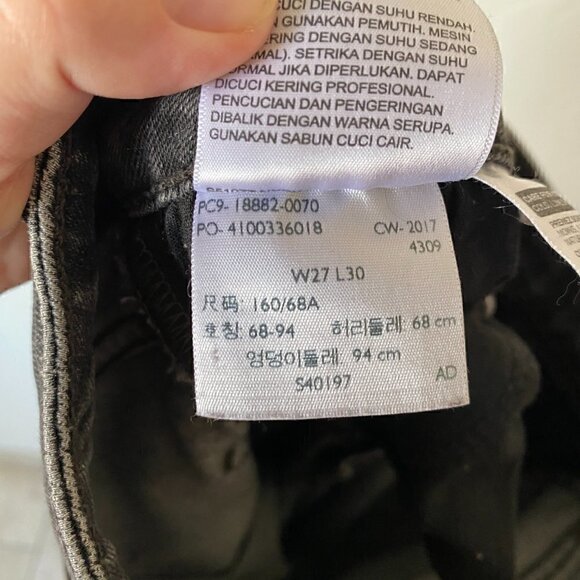 CUCI DENGAN SUHU RENDAH.
GUNAKAN PEMUTIH. MESIN
DENGAN SUHU SEDANG
SETRIKA DENGAN SUHU
JIKA DIPERLUKAN. DAPAT
DICUCI KERING PROFESIONAL.
PENCUCIAN DAN PENGERINGAN
DIBALIK DENGAN WARNA SERUPA.
GUNAKAN SABUN CUCI CAIR.
PC9- 18882-0070
PO- 4100336018 CW- 2017
4309
W27 L30
尺码: 160/68A
호칭: 68-94 허리둘레: 68 cm
엉덩이둘레: 94 cm
S40197 AD